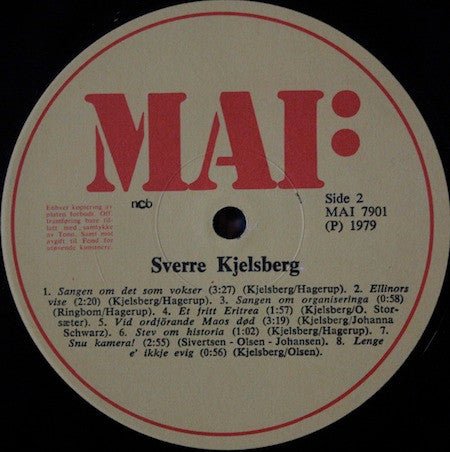 MAI:
Enhver kopiering av
platen forbudt. Off.
framføring bare til-
latt med samtykke
av Tono. Samt mot
avgift til Fond for
utøvende kunstnere.
ncb
Side 2
MAI 7901
(P) 1979
Sverre Kjelsberg
1. Sangen om det som vokser (3:27) (Kjelsberg/Hagerup). 2. Ellinors
vise (2:20) (Kjelsberg/Hagerup). 3. Sangen om organiseringa (0:58)
(Ringbom/Hagerup). 4. Et fritt Eritrea (1:57) (Kjelsberg/O. Stor-
sæter). 5. Vid ordförande Maos død (3:19) (Kjelsberg/Johanna
Schwarz). 6. Stev om historia (1:02) (Kjelsberg/Hagerup). 7.
Snu kamera! (2:55) (Sivertsen - Olsen - Johansen). 8. Lenge
e' ikkje evig (0:56) (Kjelsberg/Olsen).